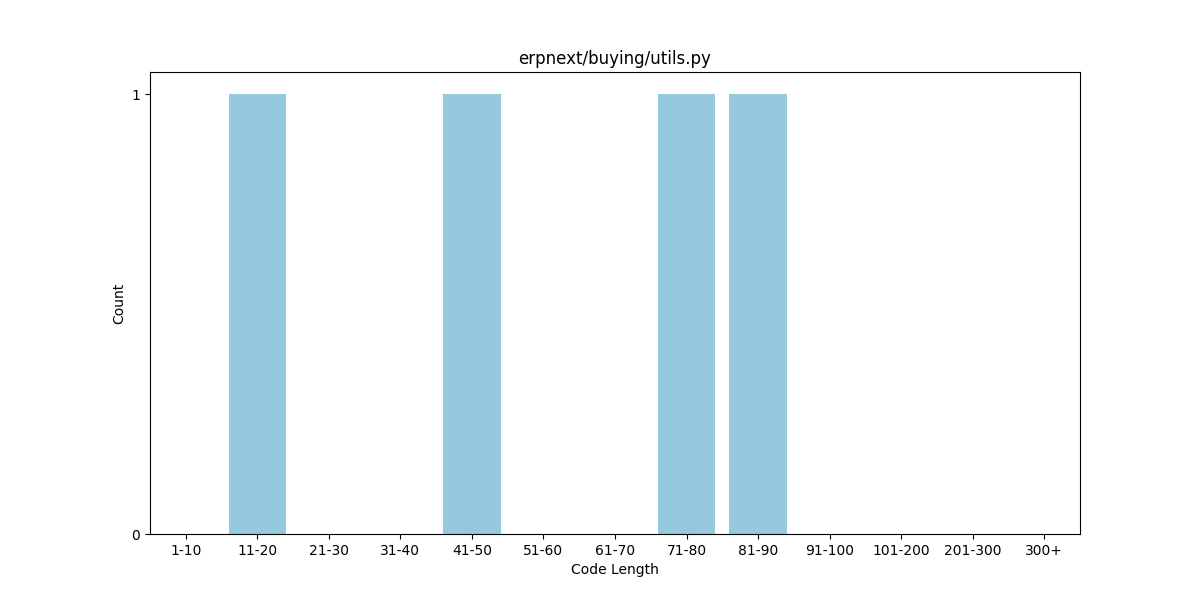 erpnext/buying/utils.py
1
Count
0
1-10 11-20 21-30 31-40 41-50 51-60 61-70 71-80 81-90 91-100 101-200 201-300 300+
Code Length